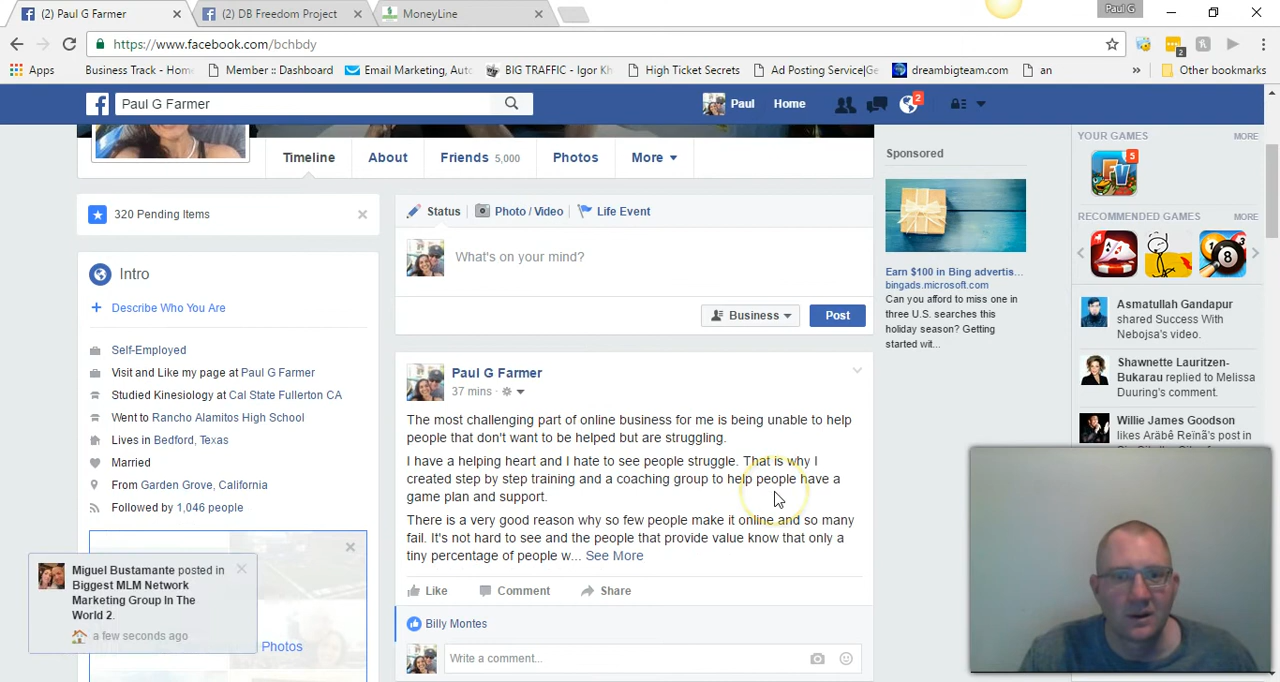 (2) Paul G Farmer
(2) DB Freedom Project
MoneyLine
Paul G
https://www.facebook.com/bchbdy
2
Apps
Business Track - Home
Member :: Dashboard
Email Marketing, Auto
BIG TRAFFIC - Igor Kh
High Ticket Secrets
Ad Posting Service|Ge
dreambigteam.com
an
»
Other bookmarks
Paul G Farmer
Paul
Home
2
Timeline
About
Friends 5,000
Photos
More
320 Pending Items
Intro
Describe Who You Are
Self-Employed
Visit and Like my page at Paul G Farmer
Studied Kinesiology at Cal State Fullerton CA
Went to Rancho Alamitos High School
Lives in Bedford, Texas
Married
From Garden Grove, California
Followed by 1,046 people
Miguel Bustamante posted in
Biggest MLM Network
Marketing Group In The
World 2.
a few seconds ago
Photos
Status
Photo / Video
Life Event
What's on your mind?
Business
Post
Paul G Farmer
37 mins
The most challenging part of online business for me is being unable to help
people that don't want to be helped but are struggling.
I have a helping heart and I hate to see people struggle. That is why I
created step by step training and a coaching group to help people have a
game plan and support.
There is a very good reason why so few people make it online and so many
fail. It's not hard to see and the people that provide value know that only a
tiny percentage of people w... See More
Like
Comment
Share
Billy Montes
Write a comment...
Sponsored
Earn $100 in Bing advertis...
bingads.microsoft.com
Can you afford to miss one in
three U.S. searches this
holiday season? Getting
started wit...
YOUR GAMES
MORE
5
FV
RECOMMENDED GAMES
MORE
8
Asmatullah Gandapur
shared Success With
Nebojsa's video.
Shawnette Lauritzen-
Bukarau replied to Melissa
Duuring's comment.
Willie James Goodson
likes Aräbê Reïnã's post in